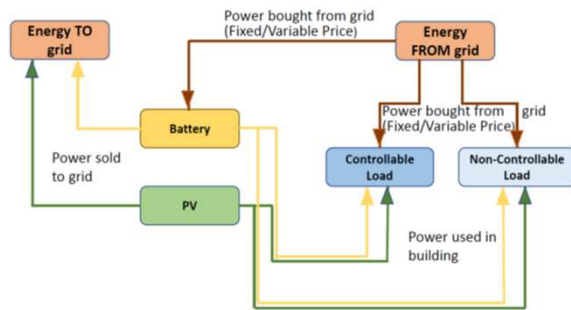 Power bought from grid
(Fixed/Variable Price)
Energy TO
grid
Energy
FROM grid
Battery
Power bought from grid
(Fixed/Variable Price)
Power sold
to grid
Controllable
Load
Non-Controllable
Load
PV
Power used in
building